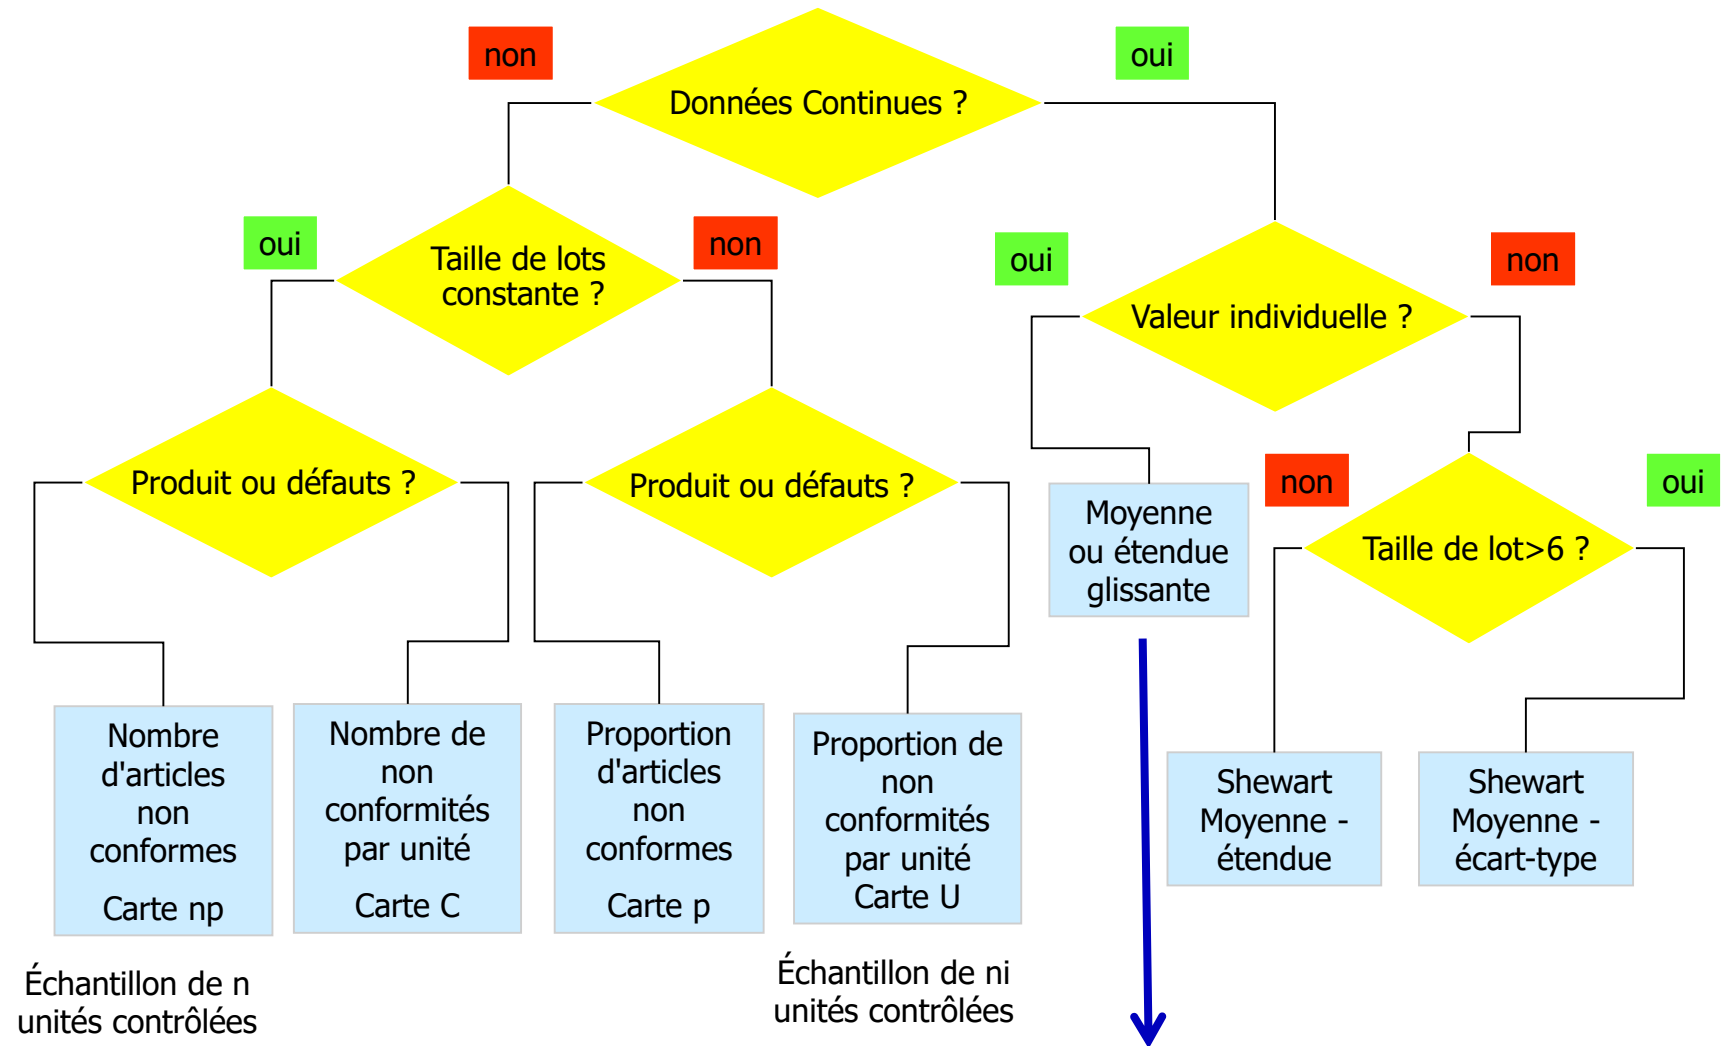 non
oui
Données Continues ?
oui
non
Taille de lots
constante ?
oui
non
Valeur individuelle ?
Produit ou défauts ?
Produit ou défauts ?
non
oui
Moyenne
ou étendue
glissante
Taille de lot>6 ?
Nombre
d'articles
non
conformes
Carte np
Nombre de
non
conformités
par unité
Carte C
Proportion
d'articles
non
conformes
Carte p
Proportion de
non
conformités
par unité
Carte U
Shewart
Moyenne -
étendue
Shewart
Moyenne -
écart-type
Échantillon de n
unités contrôlées
Échantillon de ni
unités contrôlées